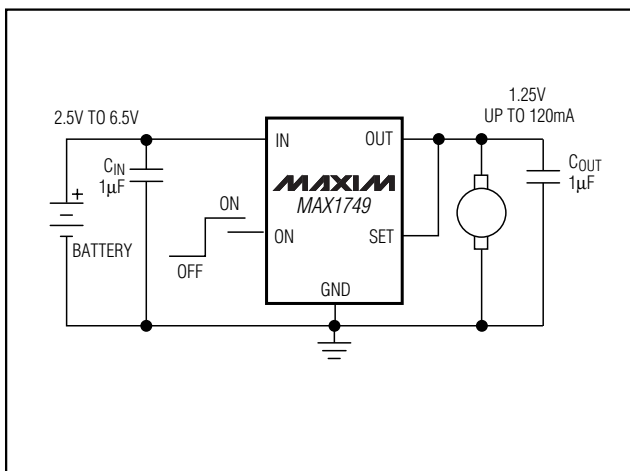 1.25V
UP TO 120mA
2.5V TO 6.5V
IN
OUT
CIN
1µF
COUT
1µF
MAXIM
MAX1749
+
ON
ON
SET
BATTERY
OFF
GND